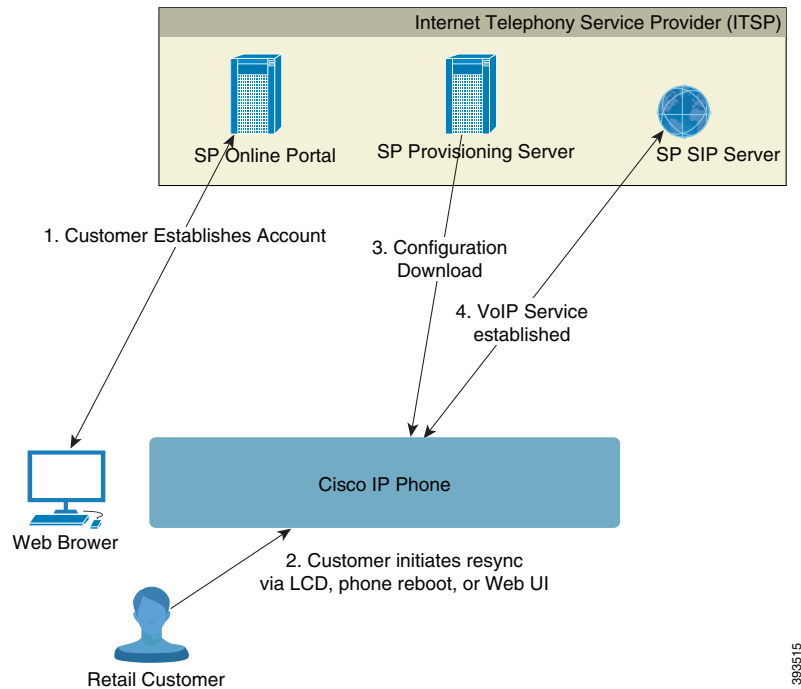 Internet Telephony Service Provider (ITSP)
SP Online Portal
SP Provisioning Server
SP SIP Server
1. Customer Establishes Account
3. Configuration
Download
4. VoIP Service
established
Cisco IP Phone
Web Brower
2. Customer initiates resync
via LCD, phone reboot, or Web UI
Retail Customer
393515